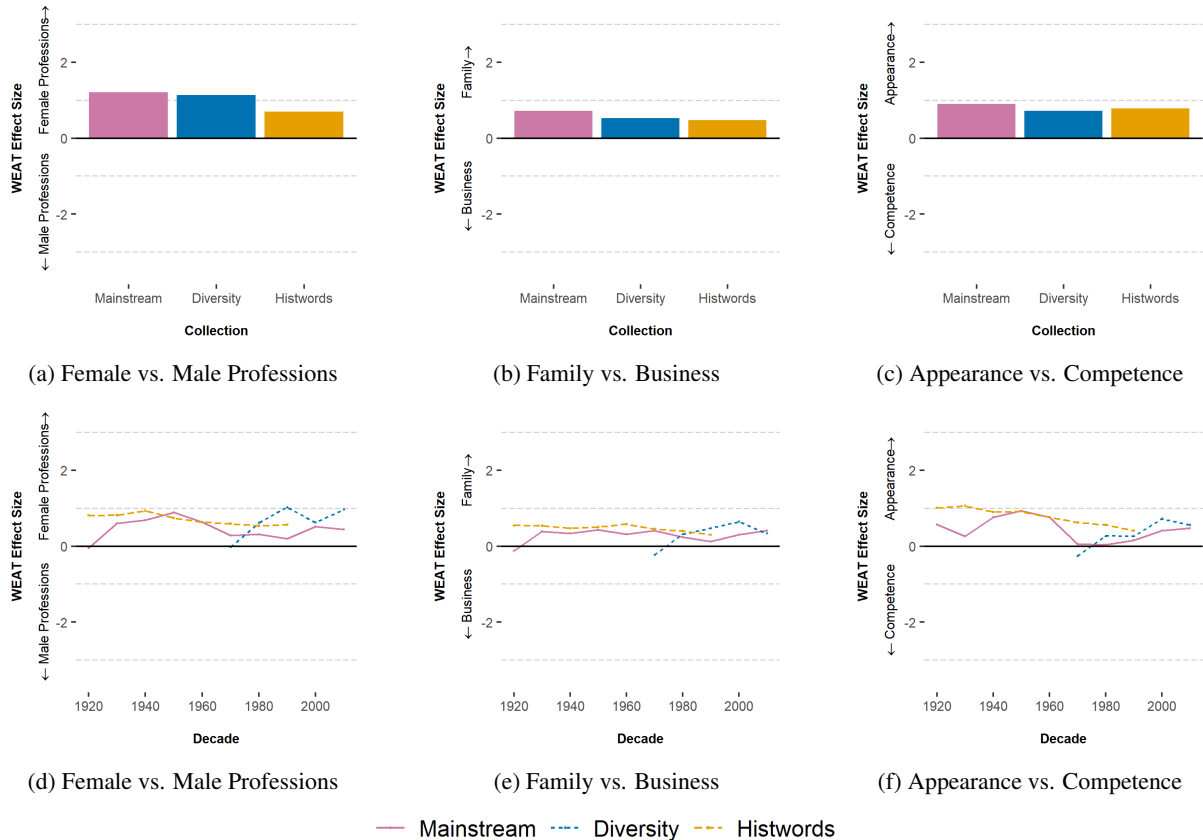 WEAT Effect Size
← Male Professions
Female Professions→
2
0
-2
Mainstream Diversity Histwords
Collection
(a) Female vs. Male Professions
WEAT Effect Size
← Business
Family→
2
0
-2
Mainstream Diversity Histwords
Collection
(b) Family vs. Business
WEAT Effect Size
← Competence
Appearance→
2
0
-2
Mainstream Diversity Histwords
Collection
(c) Appearance vs. Competence
WEAT Effect Size
← Male Professions
Female Professions→
2
0
-2
1920 1940 1960 1980 2000
Decade
(d) Female vs. Male Professions
WEAT Effect Size
← Business
Family→
2
0
-2
1920 1940 1960 1980 2000
Decade
(e) Family vs. Business
WEAT Effect Size
← Competence
Appearance→
2
0
-2
1920 1940 1960 1980 2000
Decade
(f) Appearance vs. Competence
Mainstream Diversity Histwords